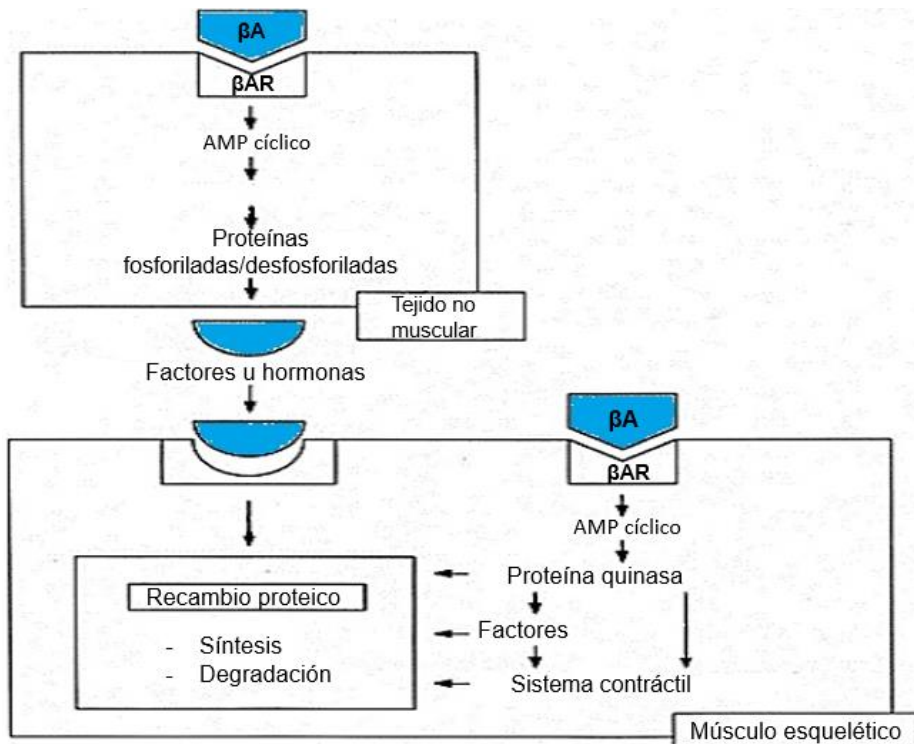 βA
βAR
AMP cíclico
Proteínas
fosforiladas/desfosforiladas
Tejido no
muscular
Factores u hormonas
βA
βAR
AMP cíclico
Proteína quinasa
Recambio proteico
Factores
- Síntesis
- Degradación
Sistema contráctil
Músculo esquelético